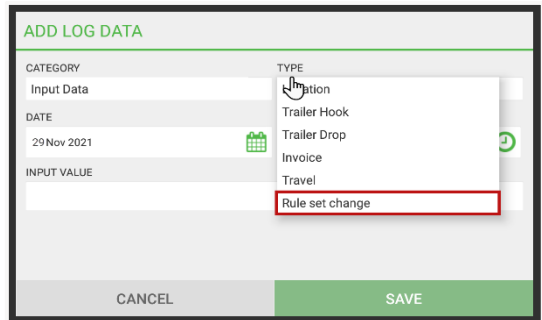 ADD LOG DATA
CATEGORY
TYPE
Input Data
Trailer Hook
DATE
Trailer Drop
29 Nov 2021
Invoice
INPUT VALUE
Travel
Rule set change
CANCEL
SAVE